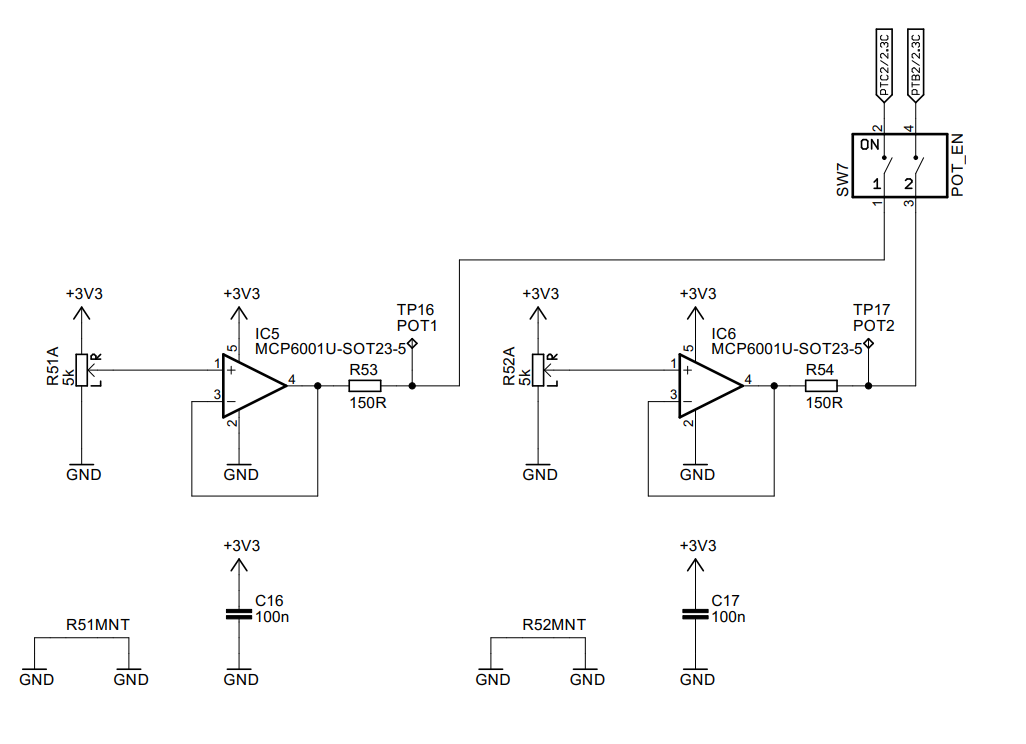 PTC2/2.3C
PTB2/2.3C
2
4
ON
1
2
SW7
POT_EN
1
3
+3V3
+3V3
TP16
POT1
+3V3
+3V3
TP17
POT2
R51A
5k
L
R
IC5
MCP6001U-SOT23-5
5
1
+
3
-
4
2
R53
150R
R52A
5k
L
R
IC6
MCP6001U-SOT23-5
5
1
+
3
-
4
2
R54
150R
GND
GND
GND
GND
+3V3
+3V3
C16
100n
C17
100n
R51MNT
R52MNT
GND
GND
GND
GND
GND
GND